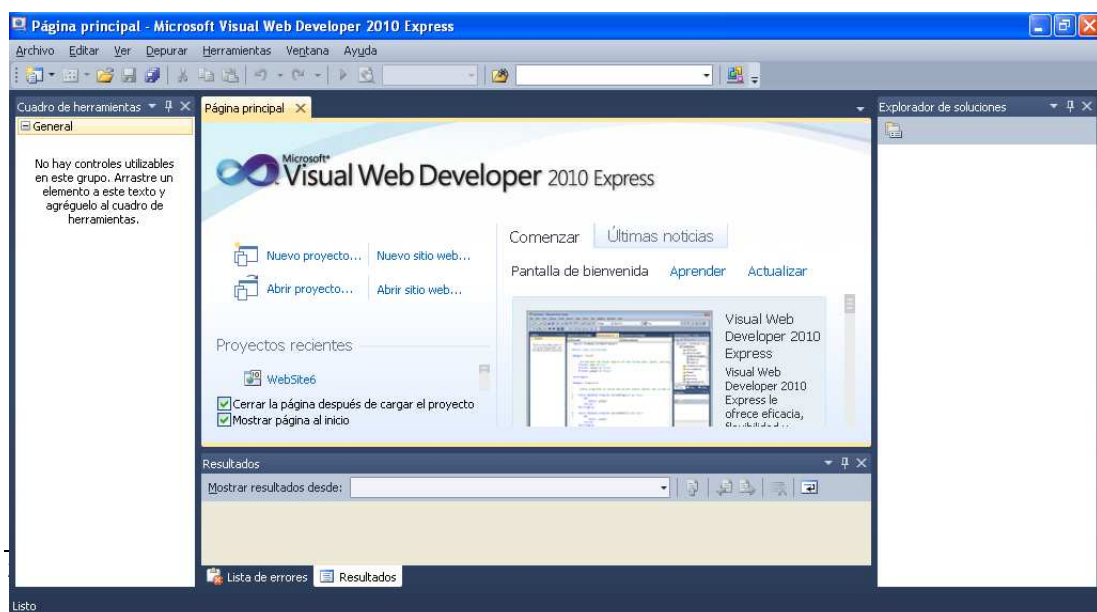 Página principal - Microsoft Visual Web Developer 2010 Express
Archivo Editar Ver Depurar Herramientas Ventana Ayuda
Cuadro de herramientas
General
No hay controles utilizables
en este grupo. Arrastre un
elemento a este texto y
agréguelo al cuadro de
herramientas.
Página principal
Microsoft
Visual Web Developer 2010 Express
Nuevo proyecto... Nuevo sitio web...
Abrir proyecto... Abrir sitio web...
Proyectos recientes
WebSite6
Cerrar la página después de cargar el proyecto
Mostrar página al inicio
Comenzar Últimas noticias
Pantalla de bienvenida Aprender Actualizar
Visual Web
Developer 2010
Express
Visual Web
Developer 2010
Express le
ofrece eficacia,
Explorador de soluciones
Resultados
Mostrar resultados desde:
Lista de errores Resultados
Listo